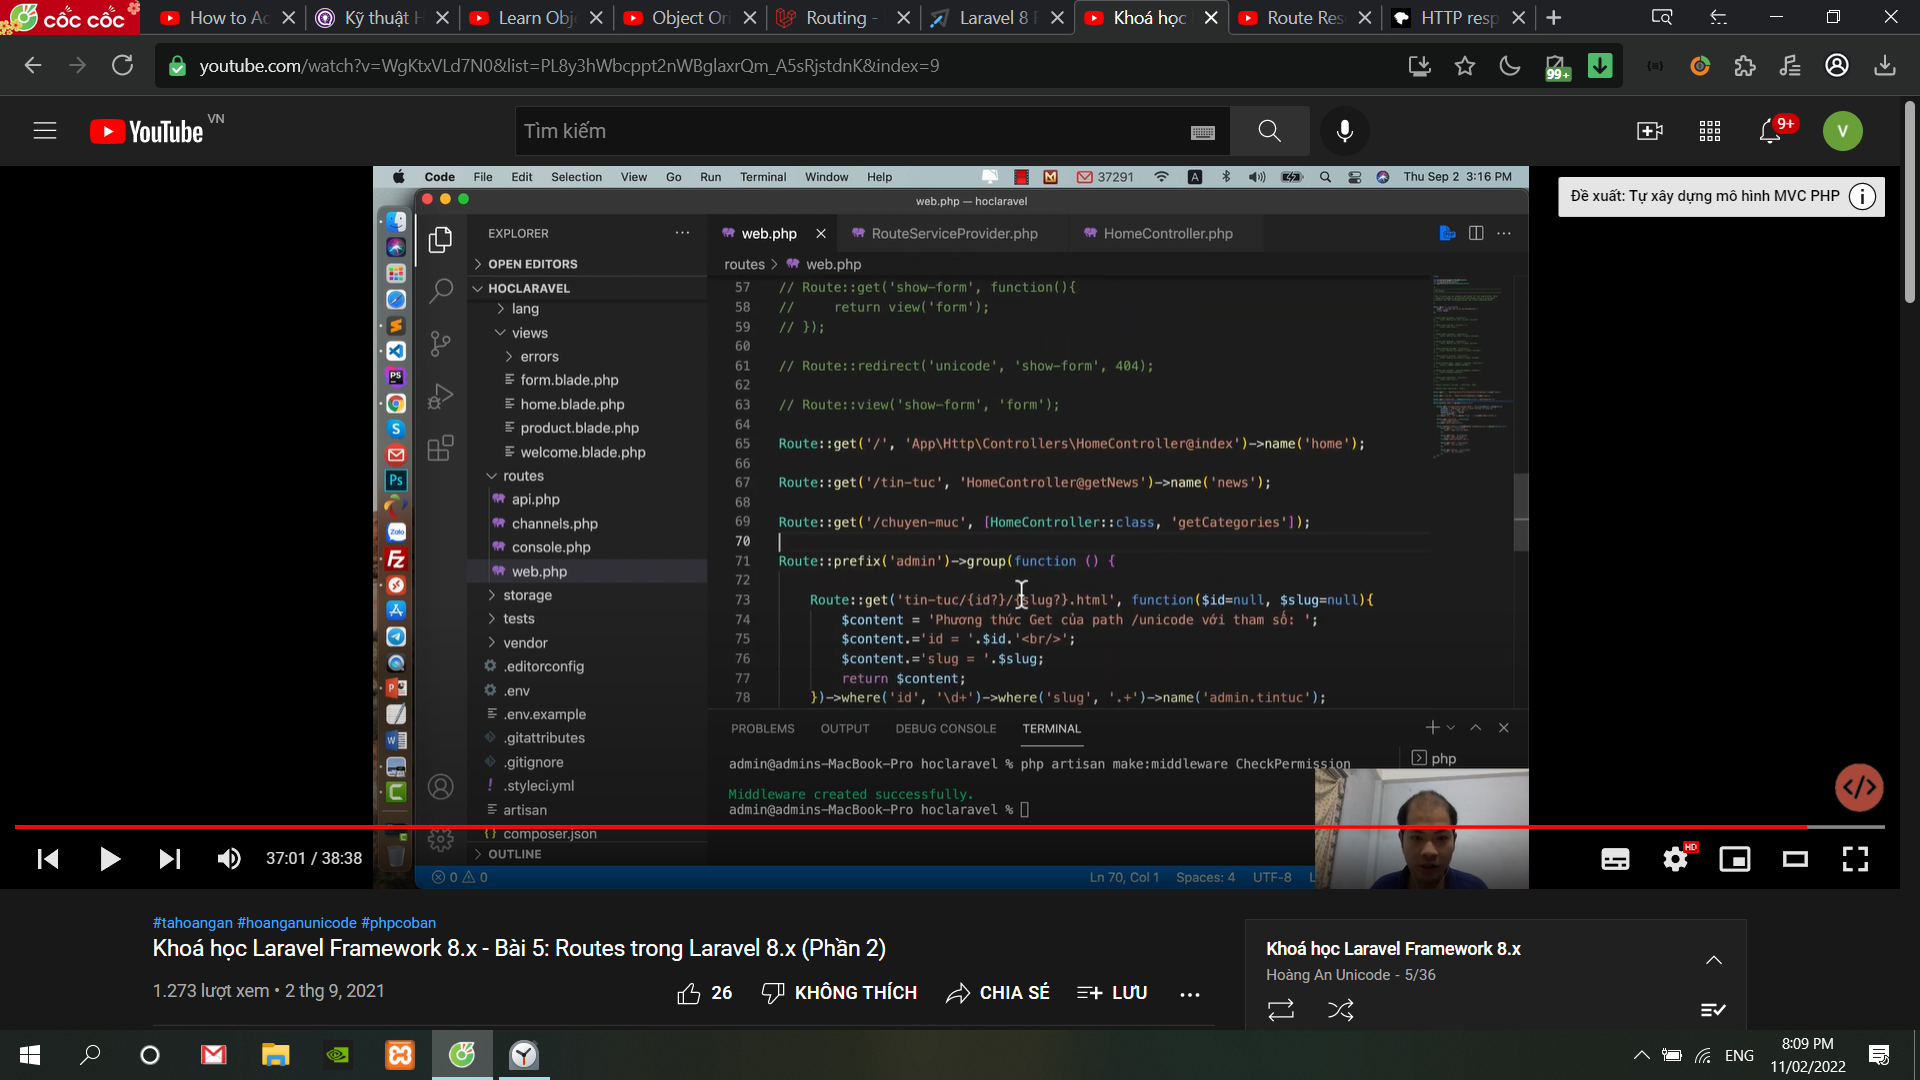 cốc cốc
How to Ac
Kỹ thuật H
Learn Obj
Object Ori
Routing -
Laravel 8 F
Khoá học
Route Res
HTTP resp
youtube.com/watch?v=WgKtxVLd7N0&list=PL8y3hWbcppt2nWBglaxrQm_A5sRjstdnK&index=9
99+
YouTube VN
Tìm kiếm
9+
V
Code File Edit Selection View Go Run Terminal Window Help
37291
A
Thu Sep 2 3:16 PM
web.php — hoclaravel
Đề xuất: Tự xây dựng mô hình MVC PHP
EXPLORER
web.php
RouteServiceProvider.php
HomeController.php
OPEN EDITORS
routes > web.php
HOCLARAVEL
lang
views
errors
form.blade.php
home.blade.php
product.blade.php
welcome.blade.php
routes
api.php
channels.php
console.php
web.php
storage
tests
vendor
.editorconfig
.env
.env.example
.gitattributes
.gitignore
.styleci.yml
artisan
composer.json
OUTLINE
57 // Route::get('show-form', function(){
58 // return view('form');
59 // });
60
61 // Route::redirect('unicode', 'show-form', 404);
62
63 // Route::view('show-form', 'form');
64
65 Route::get('/', 'App\Http\Controllers\HomeController@index')->name('home');
66
67 Route::get('/tin-tuc', 'HomeController@getNews')->name('news');
68
69 Route::get('/chuyen-muc', [HomeController::class, 'getCategories']);
70
71 Route::prefix('admin')->group(function () {
72
73 Route::get('tin-tuc/{id?}/{slug?}.html', function($id=null, $slug=null){
74 $content = 'Phương thức Get của path /unicode với tham số: ';
75 $content.='id = '.$id.'<br/>';
76 $content.='slug = '.$slug;
77 return $content;
78 })->where('id', '\d+')->where('slug', '.+')->name('admin.tintuc');
PROBLEMS OUTPUT DEBUG CONSOLE TERMINAL
admin@admins-MacBook-Pro hoclaravel % php artisan make:middleware CheckPermission
php
Middleware created successfully.
admin@admins-MacBook-Pro hoclaravel %
0 0
Ln 70, Col 1 Spaces: 4 UTF-8 L
PS
S
Ps
Zalo
Fz
37:01 / 38:38
HD
#tahoangan #hoanganunicode #phpcoban
Khoá học Laravel Framework 8.x - Bài 5: Routes trong Laravel 8.x (Phần 2)
1.273 lượt xem • 2 thg 9, 2021
26
KHÔNG THÍCH
CHIA SẺ
LƯU
Khoá học Laravel Framework 8.x
Hoàng An Unicode - 5/36
ENG
8:09 PM
11/02/2022